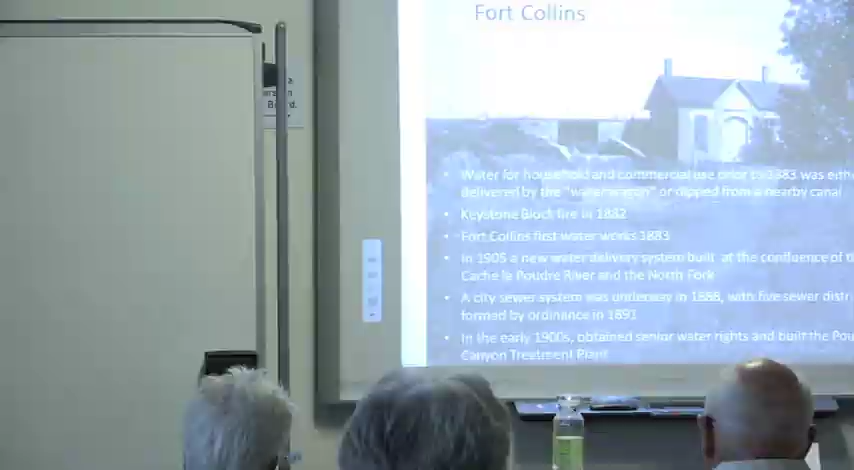 Fort Collins
• Water for household and commercial use prior to 1883 was eith
delivered by the "water wagon" or dipped from a nearby canal
• Keystone Block fire in 1882
• Fort Collins first water works 1883
• In 1905 a new water delivery system built at the confluence of t
Cache le Poudre River and the North Fork
• A city sewer system was underway in 1888, with five sewer distr
formed by ordinance in 1891
• In the early 1900s, obtained senior water rights and built the Pou
Canyon Treatment Plant